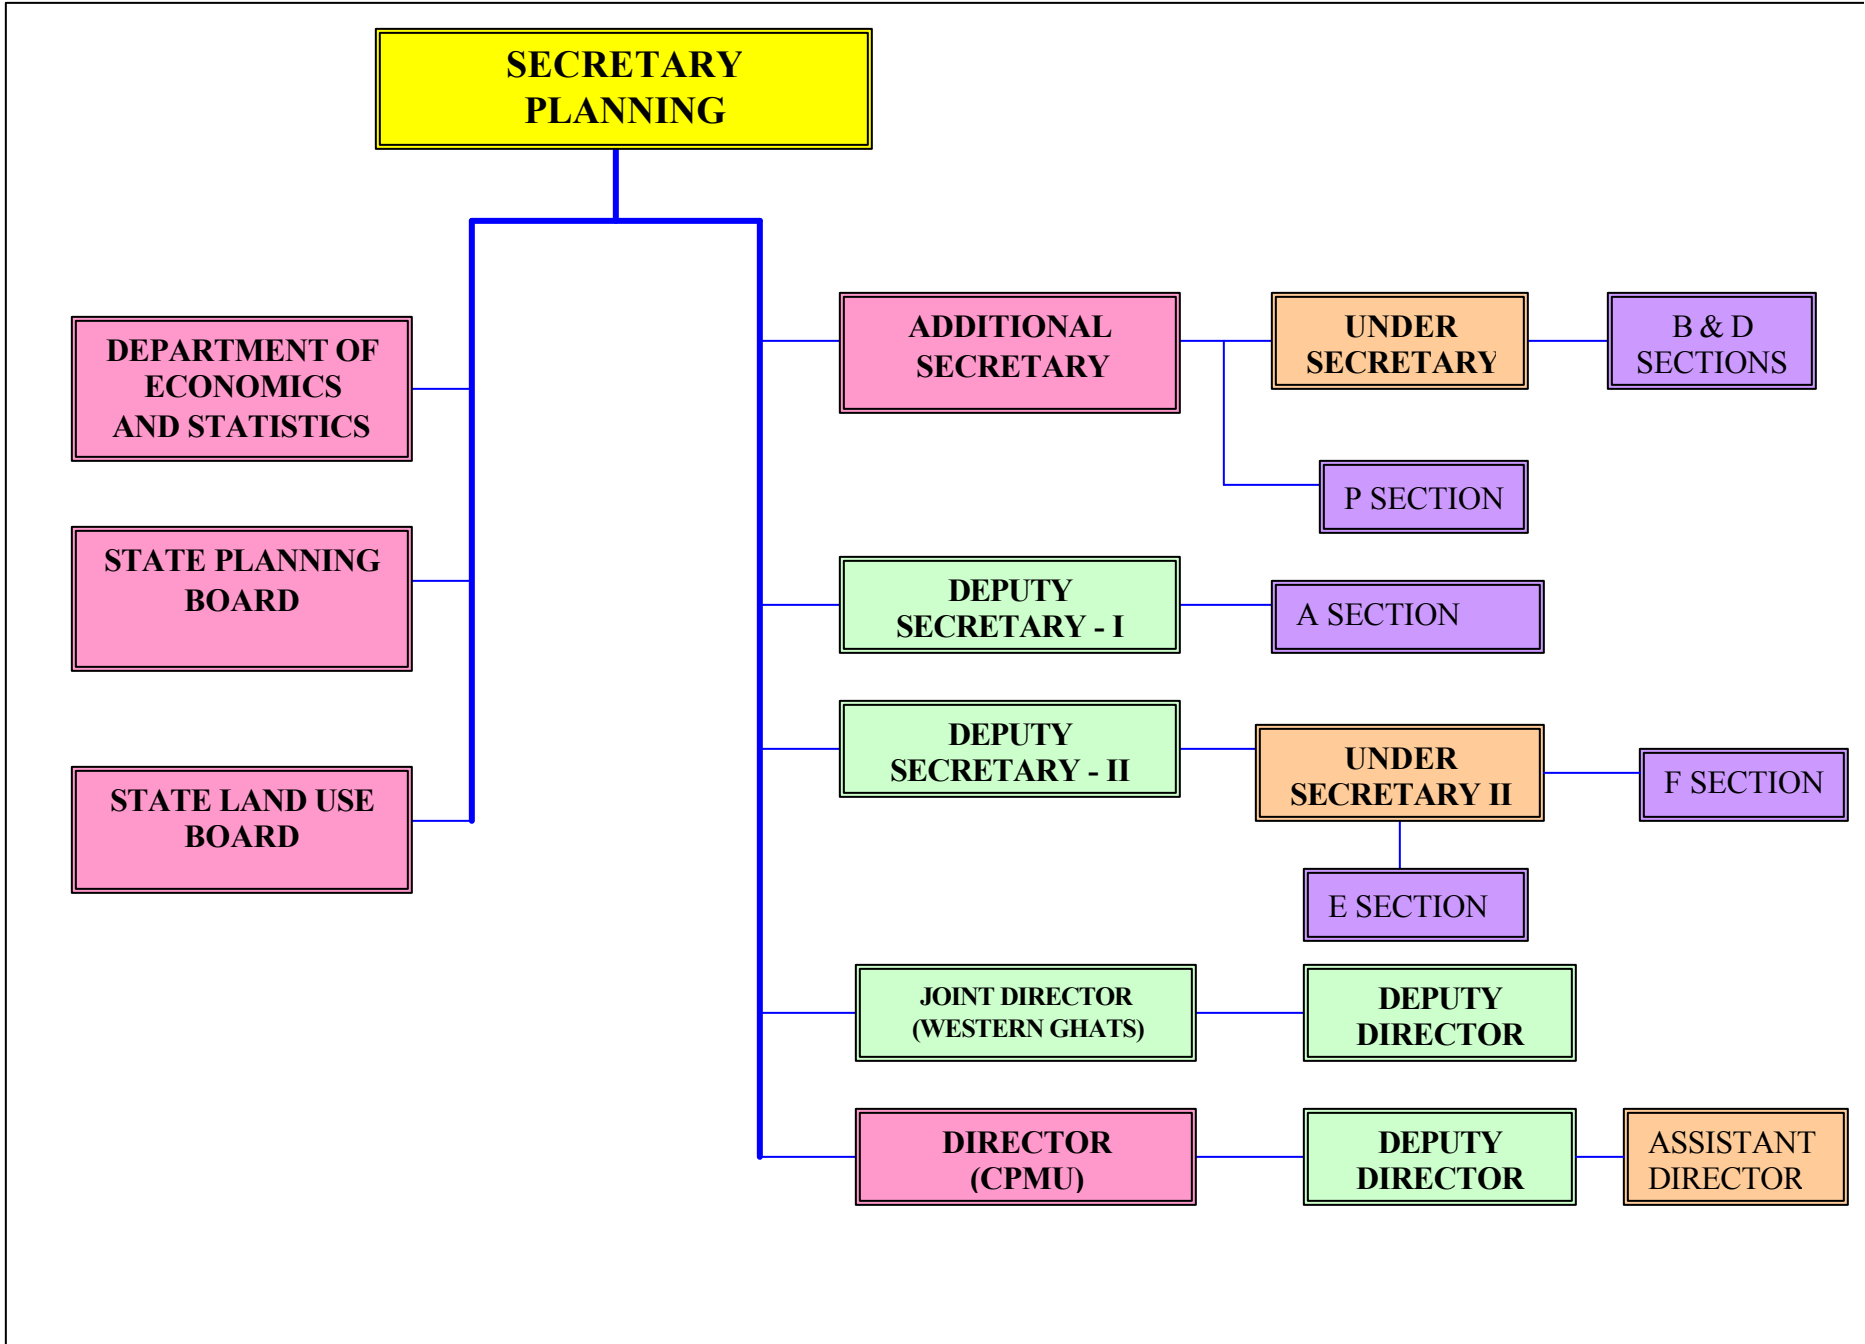 SECRETARY
PLANNING
DEPARTMENT OF
ECONOMICS
AND STATISTICS
STATE PLANNING
BOARD
STATE LAND USE
BOARD
ADDITIONAL
SECRETARY
UNDER
SECRETARY
B & D
SECTIONS
P SECTION
DEPUTY
SECRETARY - I
A SECTION
DEPUTY
SECRETARY - II
UNDER
SECRETARY II
F SECTION
E SECTION
JOINT DIRECTOR
(WESTERN GHATS)
DEPUTY
DIRECTOR
DIRECTOR
(CPMU)
DEPUTY
DIRECTOR
ASSISTANT
DIRECTOR